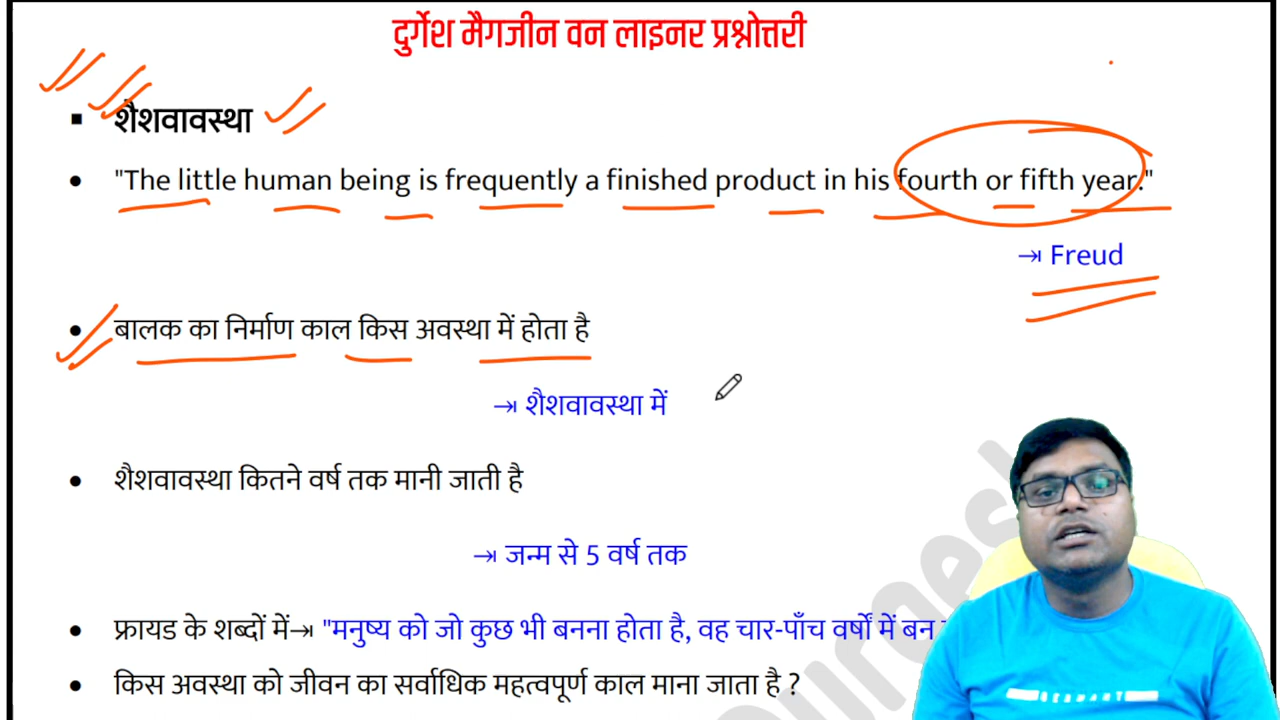 दुर्गेश मैगजीन वन लाइनर प्रश्नोत्तरी
▪ शैशवावस्था
• "The little human being is frequently a finished product in his fourth or fifth year."
⇥ Freud
• बालक का निर्माण काल किस अवस्था में होता है
⇥ शैशवावस्था में
• शैशवावस्था कितने वर्ष तक मानी जाती है
⇥ जन्म से 5 वर्ष तक
• फ्रायड के शब्दों में⇥ "मनुष्य को जो कुछ भी बनना होता है, वह चार-पाँच वर्षों में बन
• किस अवस्था को जीवन का सर्वाधिक महत्वपूर्ण काल माना जाता है ?